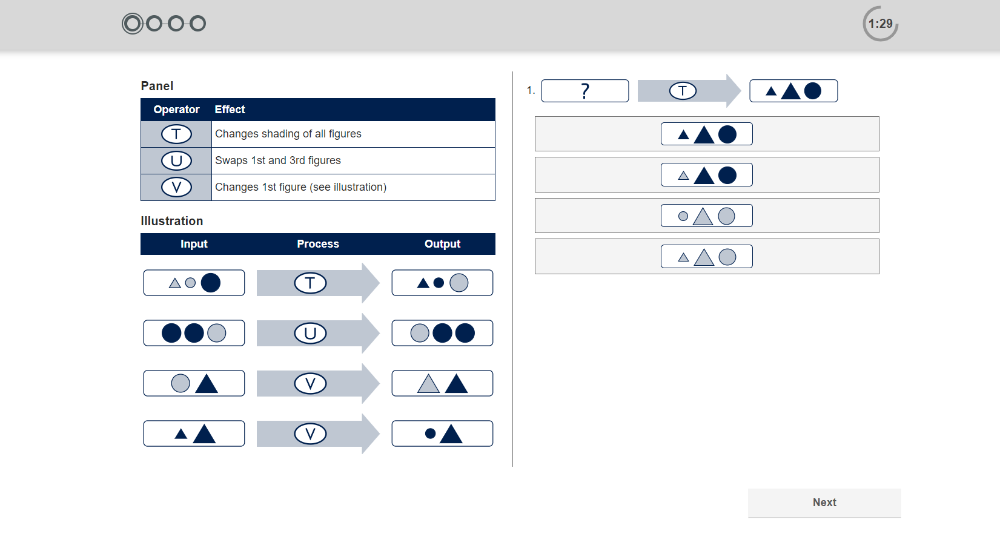 1:29
Panel
Operator Effect
T Changes shading of all figures
U Swaps 1st and 3rd figures
V Changes 1st figure (see illustration)
Illustration
Input Process Output
T
U
V
V
1. ? T
Next